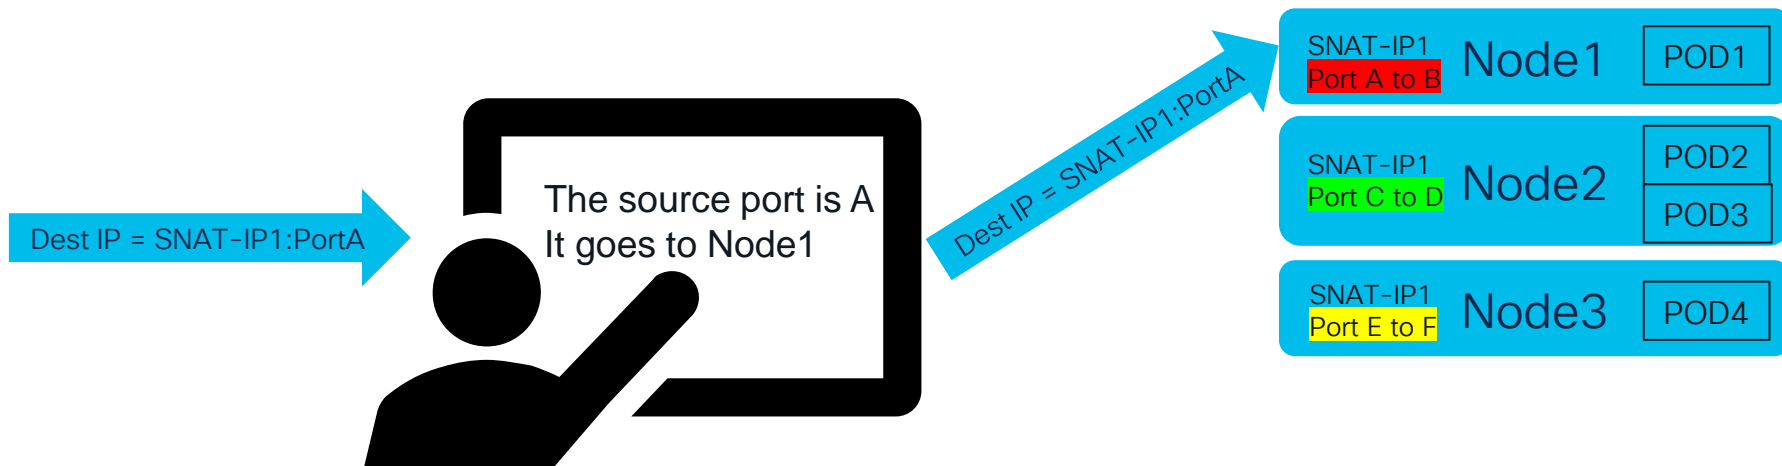 Dest IP = SNAT-IP1:PortA
The source port is A
It goes to Node1
Dest IP = SNAT-IP1:PortA
SNAT-IP1
Port A to B
Node1
POD1
SNAT-IP1
Port C to D
Node2
POD2
POD3
SNAT-IP1
Port E to F
Node3
POD4